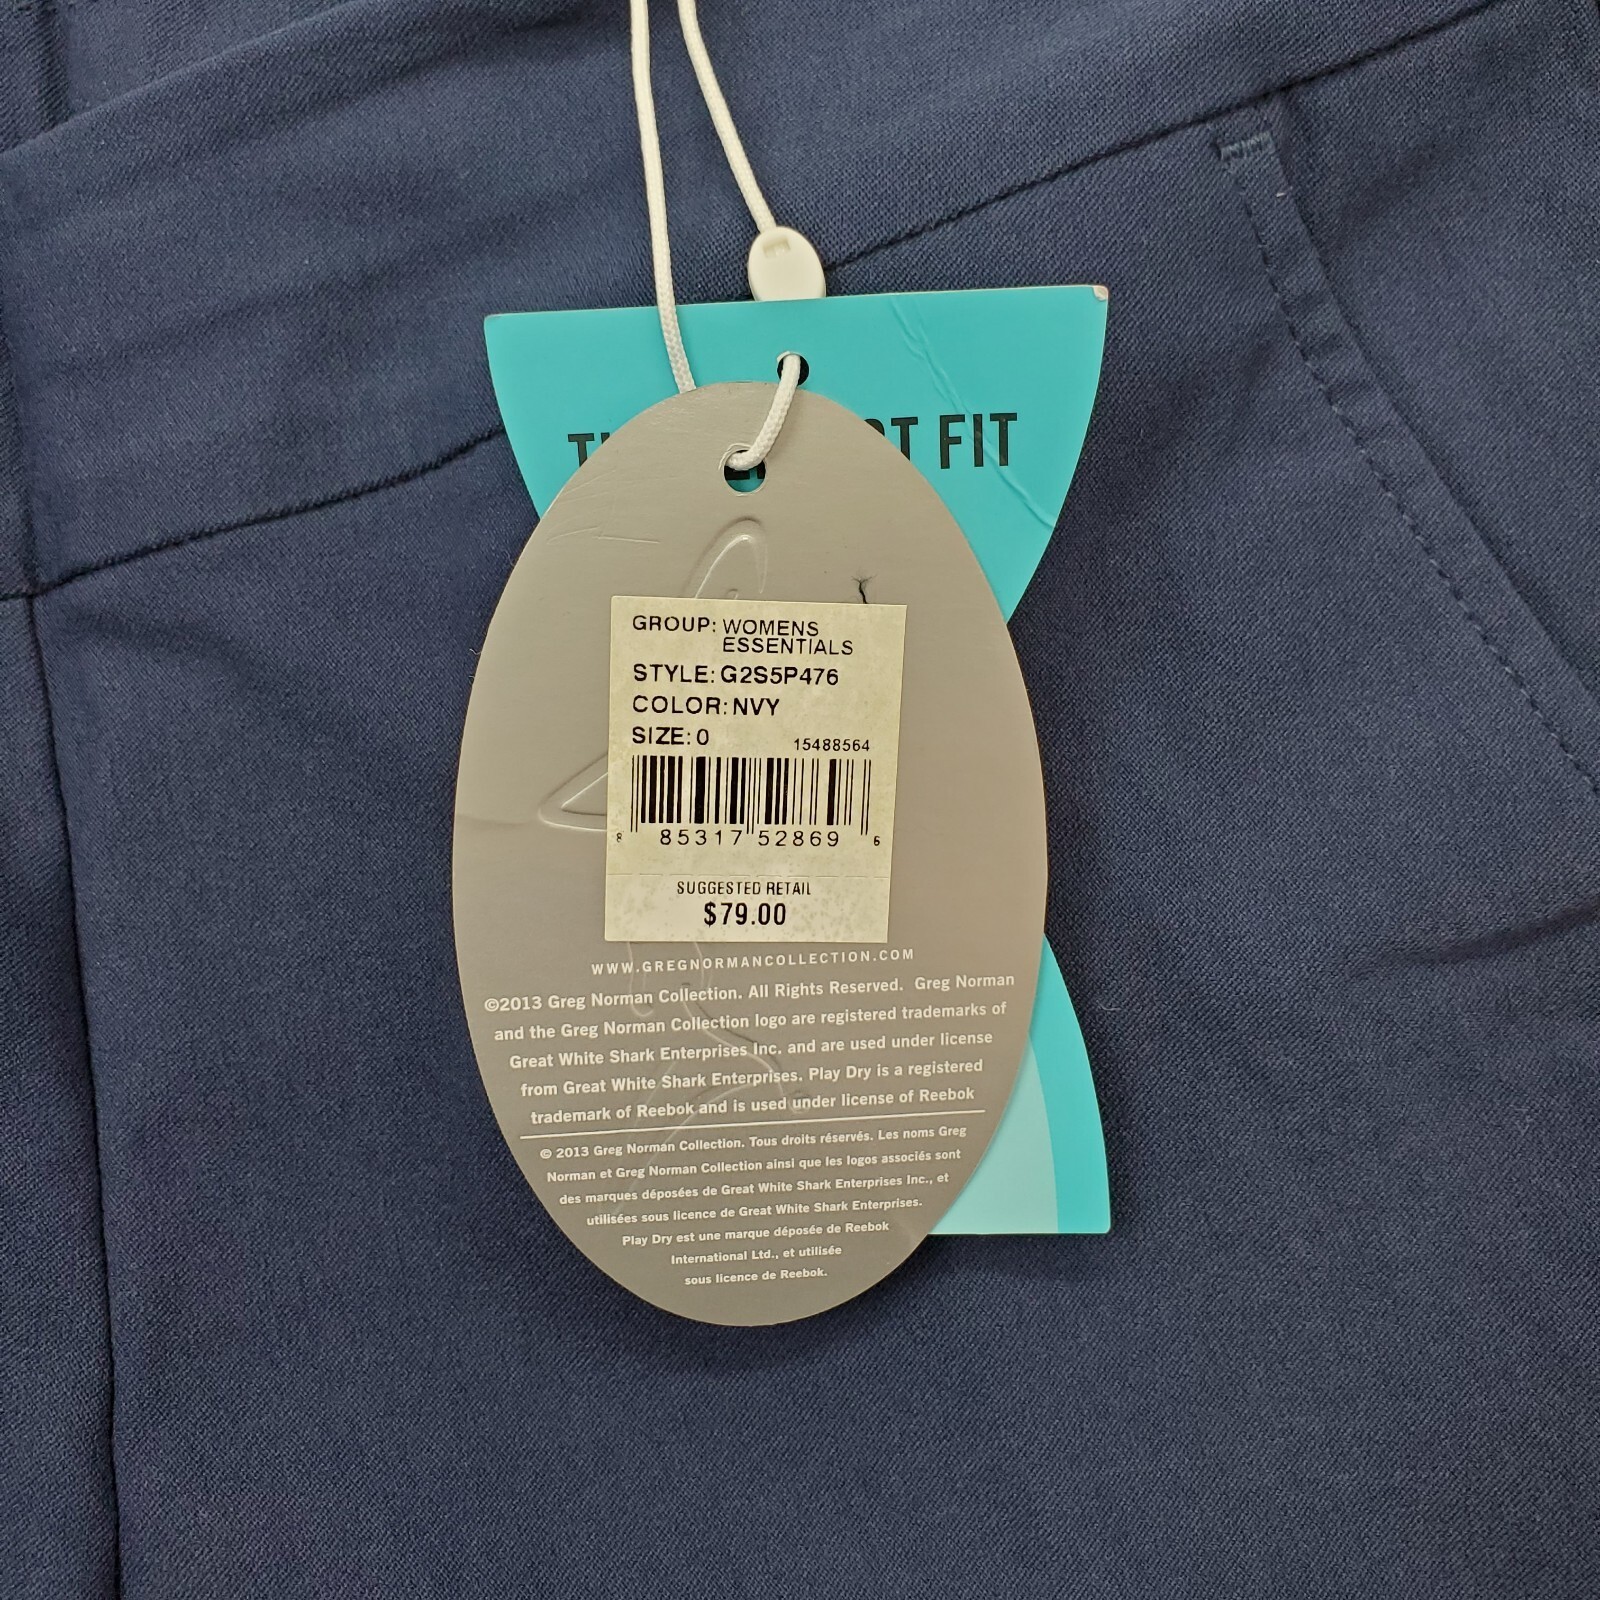 FIT
GROUP: WOMENS
ESSENTIALS
STYLE: G2S5P476
COLOR: NVY
SIZE: 0
15488564
8 85317 52869 6
SUGGESTED RETAIL
$79.00
WWW.GREGNORMANCOLLECTION.COM
©2013 Greg Norman Collection. All Rights Reserved. Greg Norman
and the Greg Norman Collection logo are registered trademarks of
Great White Shark Enterprises Inc. and are used under license
from Great White Shark Enterprises. Play Dry is a registered
trademark of Reebok and is used under license of Reebok
© 2013 Greg Norman Collection. Tous droits réservés. Les noms Greg
Norman et Greg Norman Collection ainsi que les logos associés sont
des marques déposées de Great White Shark Enterprises Inc., et
utilisées sous licence de Great White Shark Enterprises.
Play Dry est une marque déposée de Reebok
International Ltd., et utilisée
sous licence de Reebok.